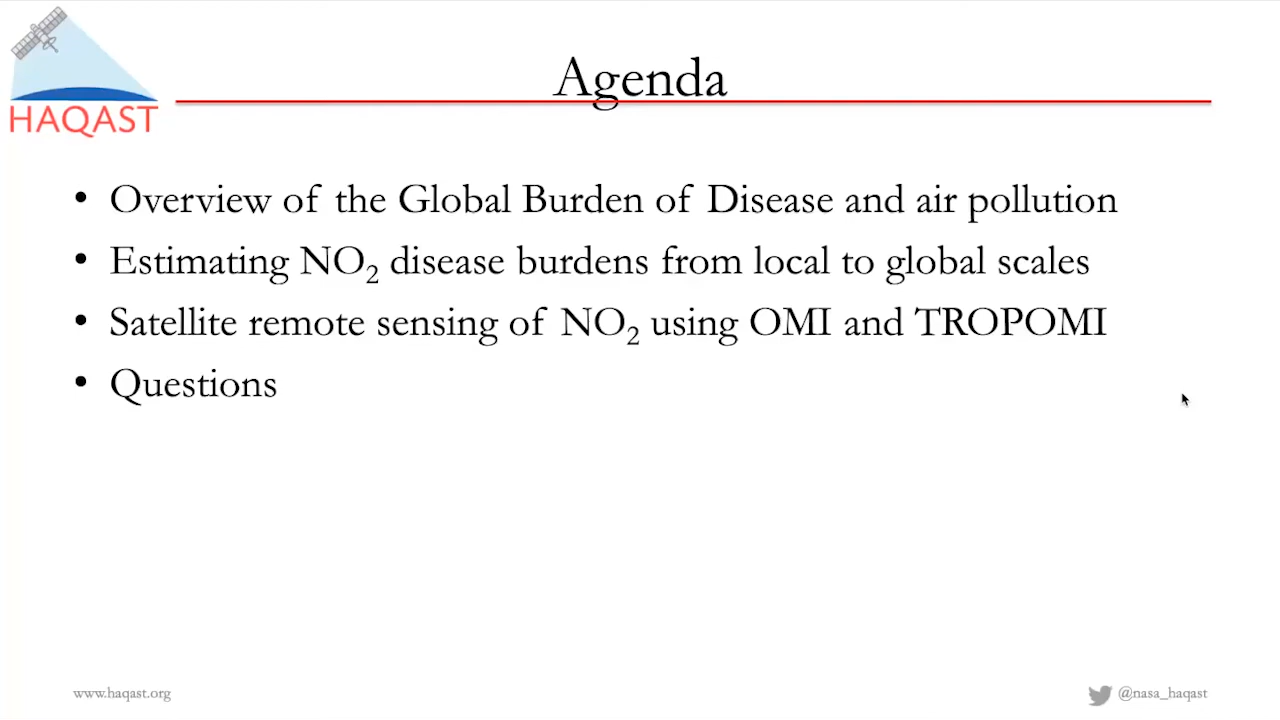 HAQAST
Agenda
• Overview of the Global Burden of Disease and air pollution
• Estimating NO₂ disease burdens from local to global scales
• Satellite remote sensing of NO₂ using OMI and TROPOMI
• Questions
www.haqast.org
@nasa_haqast